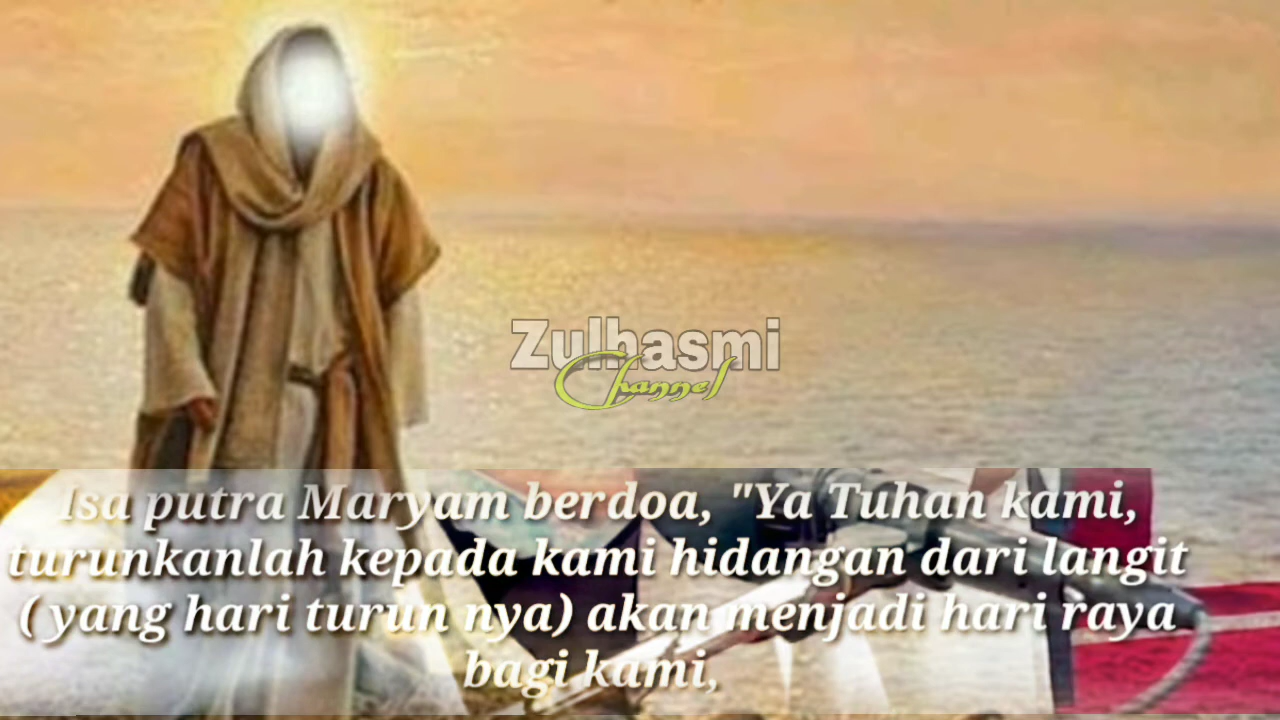 Zulhasmi
Channel
Isa putra Maryam berdoa, "Ya Tuhan kami,
turunkanlah kepada kami hidangan dari langit
( yang hari turun nya) akan menjadi hari raya
bagi kami,